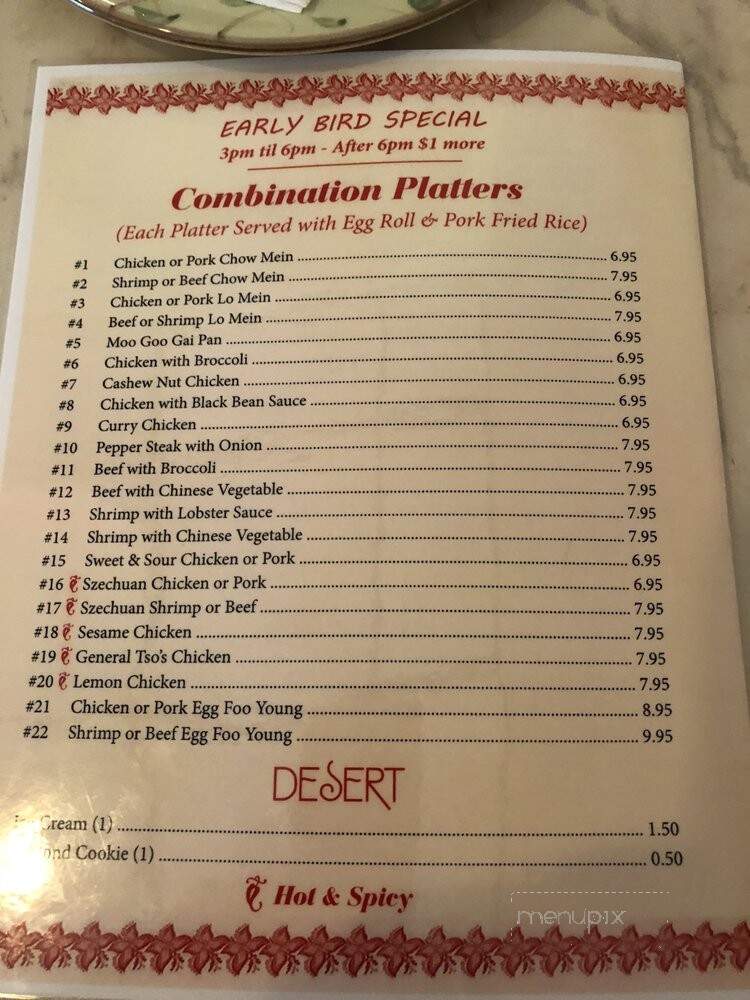 EARLY BIRD SPECIAL
3pm til 6pm - After 6pm $1 more
Combination Platters
(Each Platter Served with Egg Roll & Pork Fried Rice)
#1 Chicken or Pork Chow Mein 6.95
#2 Shrimp or Beef Chow Mein 7.95
#3 Chicken or Pork Lo Mein 6.95
#4 Beef or Shrimp Lo Mein 7.95
#5 Moo Goo Gai Pan 6.95
#6 Chicken with Broccoli 6.95
#7 Cashew Nut Chicken 6.95
#8 Chicken with Black Bean Sauce 6.95
#9 Curry Chicken 6.95
#10 Pepper Steak with Onion 7.95
#11 Beef with Broccoli 7.95
#12 Beef with Chinese Vegetable 7.95
#13 Shrimp with Lobster Sauce 7.95
#14 Shrimp with Chinese Vegetable 7.95
#15 Sweet & Sour Chicken or Pork 6.95
#16 Szechuan Chicken or Pork 6.95
#17 Szechuan Shrimp or Beef 7.95
#18 Sesame Chicken 7.95
#19 General Tso's Chicken 7.95
#20 Lemon Chicken 7.95
#21 Chicken or Pork Egg Foo Young 8.95
#22 Shrimp or Beef Egg Foo Young 9.95
DESERT
Cream (1) 1.50
Cookie (1) 0.50
Hot & Spicy
menupix